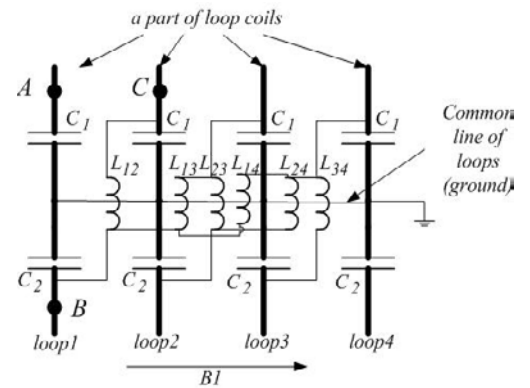 a part of loop coils
A
C
Common
line of
loops
(ground)
C1 C1 C1 C1
L12 L13 L23 L14 L24 L34
C2 C2 C2 C2
B
loop1 loop2 loop3 loop4
B1